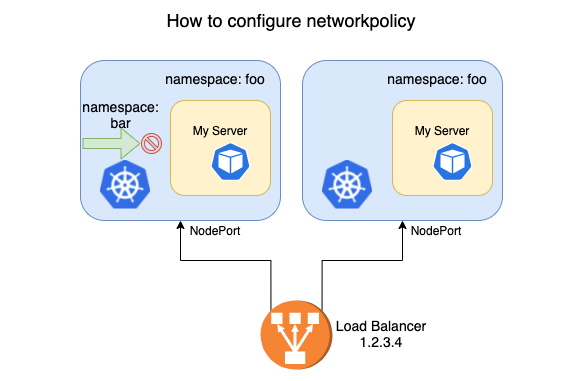 How to configure networkpolicy
namespace: foo
namespace:
bar
My Server
NodePort
namespace: foo
My Server
NodePort
Load Balancer
1.2.3.4